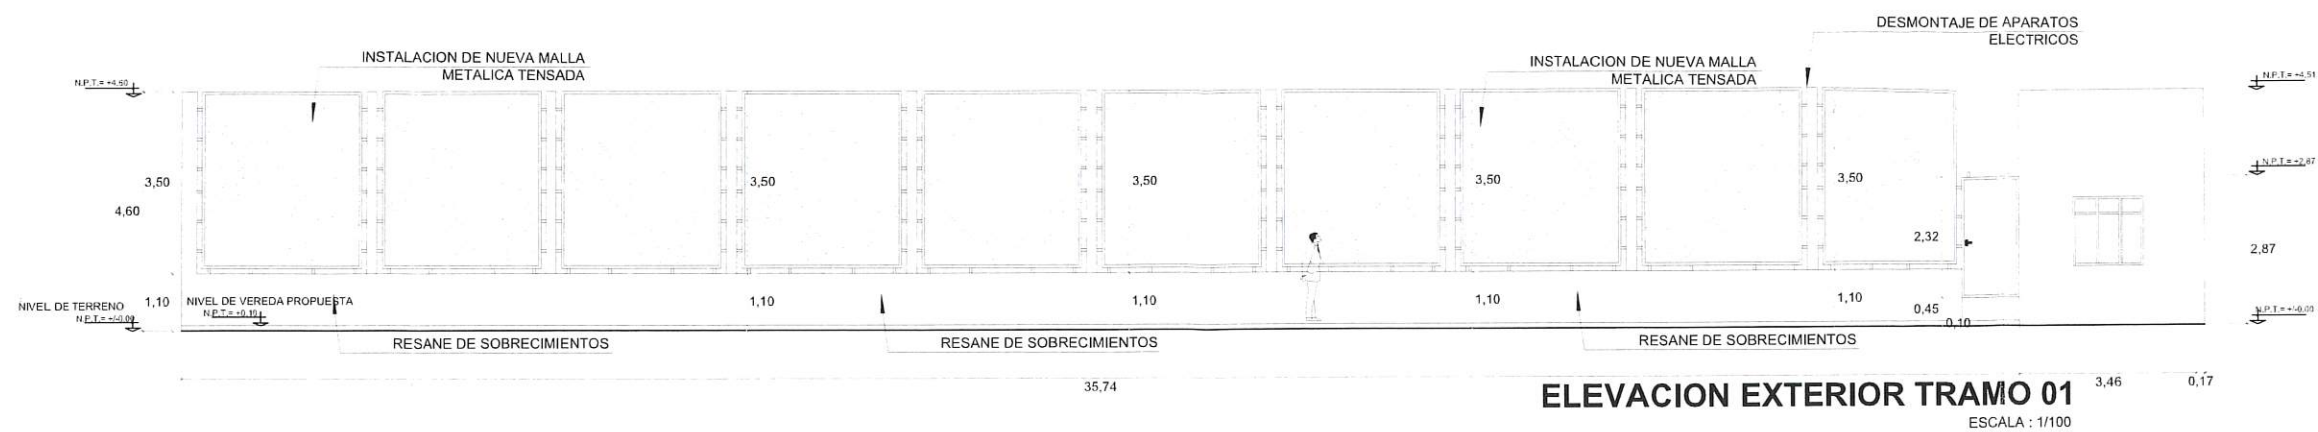 DESMONTAJE DE APARATOS
ELECTRICOS
INSTALACION DE NUEVA MALLA
METALICA TENSADA
INSTALACION DE NUEVA MALLA
METALICA TENSADA
N.P.T.= +4.60
N.P.T.= +4.51
N.P.T.= +2.87
3,50
3,50
3,50
3,50
3,50
4,60
2,32
2,87
NIVEL DE TERRENO
N.P.T.= +/-0.00
1,10
NIVEL DE VEREDA PROPUESTA
N.P.T.= +0.10
1,10
1,10
1,10
1,10
0,45
0,10
N.P.T.= +/-0.00
RESANE DE SOBRECIMIENTOS
RESANE DE SOBRECIMIENTOS
RESANE DE SOBRECIMIENTOS
35,74
3,46
0,17
ELEVACION EXTERIOR TRAMO 01
ESCALA : 1/100